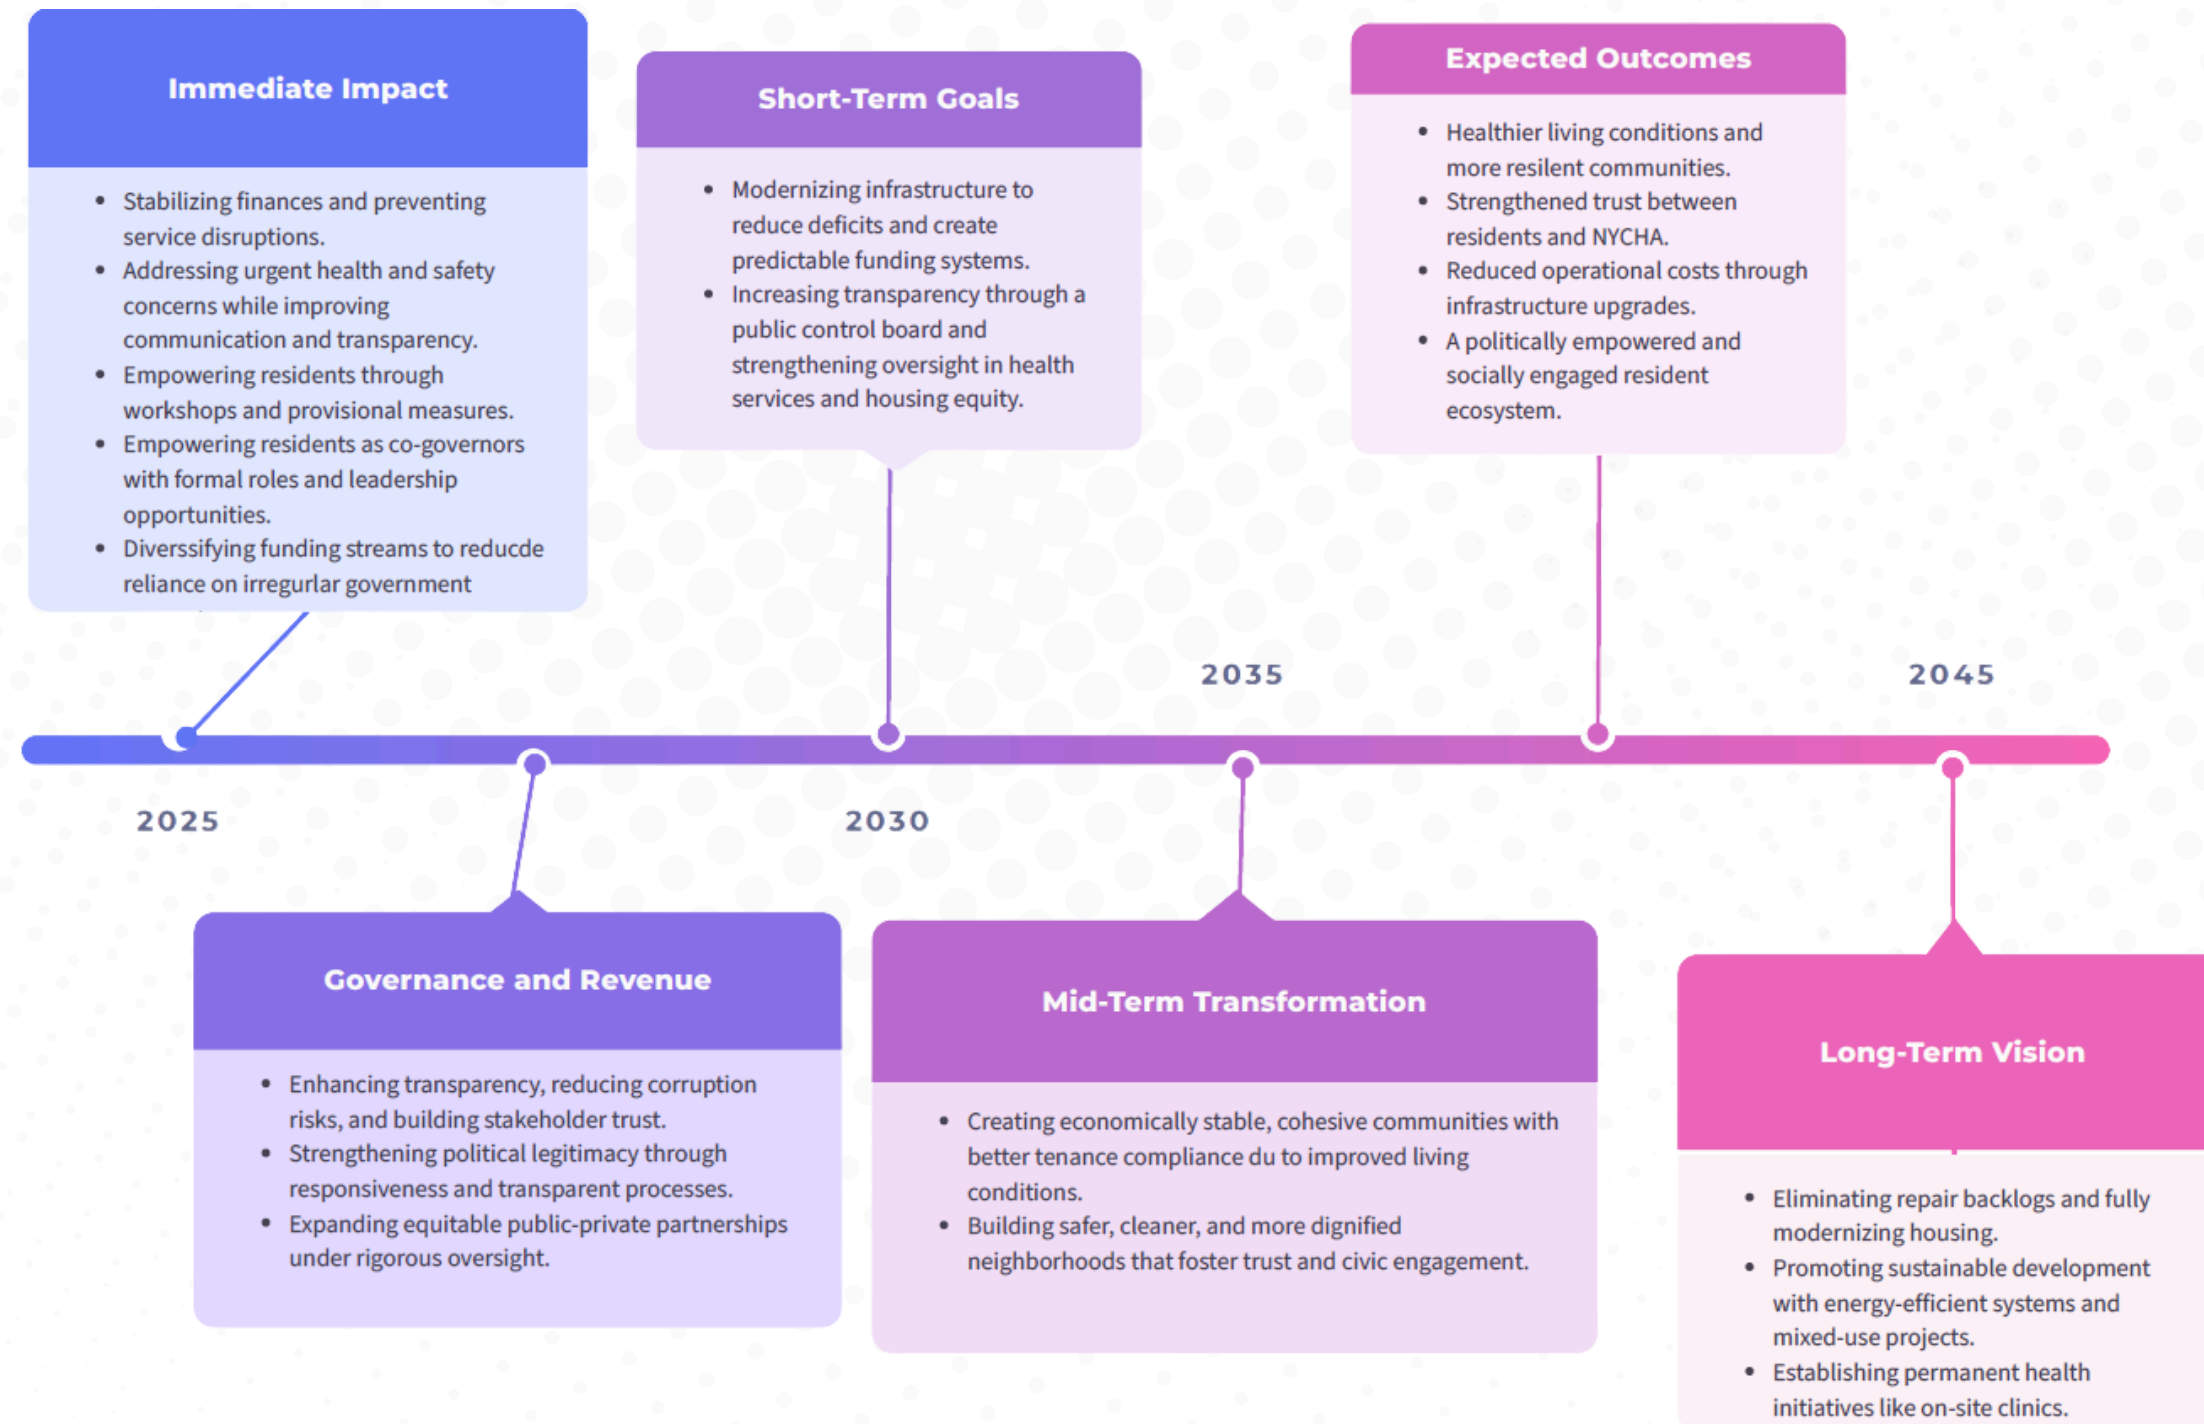 Immediate Impact
Stabilizing finances and preventing
service disruptions.
Addressing urgent health and safety
concerns while improving
communication and transparency.
Empowering residents through
workshops and provisional measures.
Empowering residents as co-governors
with formal roles and leadership
opportunities.
Diverssifying funding streams to reducde
reliance on irregurlar government
Short-Term Goals
Modernizing infrastructure to
reduce deficits and create
predictable funding systems.
Increasing transparency through a
public control board and
strengthening oversight in health
services and housing equity.
Expected Outcomes
Healthier living conditions and
more resilent communities.
Strengthened trust between
residents and NYCHA.
Reduced operational costs through
infrastructure upgrades.
A politically empowered and
socially engaged resident
ecosystem.
2035
2045
2025
2030
Governance and Revenue
Enhancing transparency, reducing corruption
risks, and building stakeholder trust.
Strengthening political legitimacy through
responsiveness and transparent processes.
Expanding equitable public-private partnerships
under rigorous oversight.
Mid-Term Transformation
Creating economically stable, cohesive communities with
better tenance compliance du to improved living
conditions.
Building safer, cleaner, and more dignified
neighborhoods that foster trust and civic engagement.
Long-Term Vision
Eliminating repair backlogs and fully
modernizing housing.
Promoting sustainable development
with energy-efficient systems and
mixed-use projects.
Establishing permanent health
initiatives like on-site clinics.